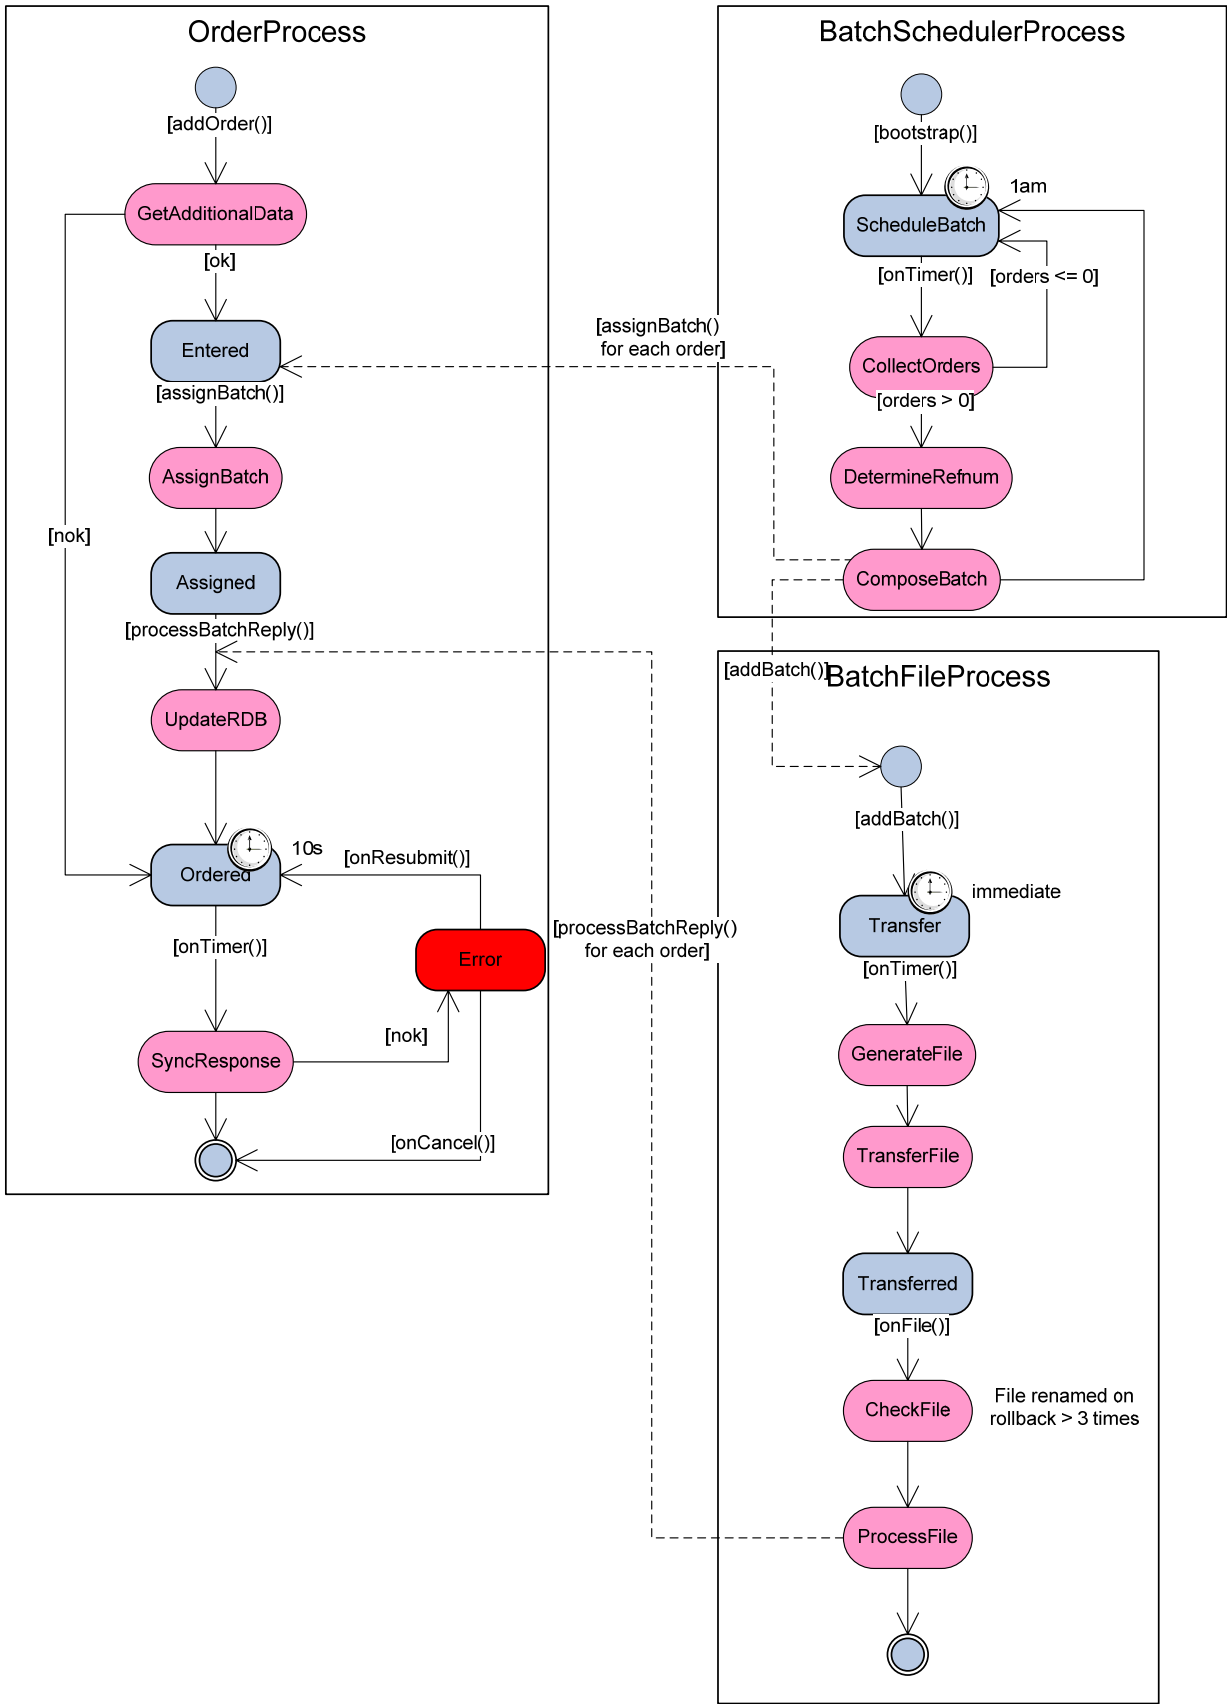 OrderProcess
[addOrder()]
GetAdditionalData
[ok]
Entered
[assignBatch()]
AssignBatch
[nok]
Assigned
[processBatchReply()]
UpdateRDB
10s
Ordered
[onResubmit()]
[onTimer()]
Error
[nok]
SyncResponse
[onCancel()]
[assignBatch()
for each order]
[processBatchReply()
for each order]
BatchSchedulerProcess
[bootstrap()]
1am
ScheduleBatch
[onTimer()]
[orders <= 0]
CollectOrders
[orders > 0]
DetermineRefnum
ComposeBatch
[addBatch()]
BatchFileProcess
[addBatch()]
immediate
Transfer
[onTimer()]
GenerateFile
TransferFile
Transferred
[onFile()]
CheckFile
File renamed on
rollback > 3 times
ProcessFile